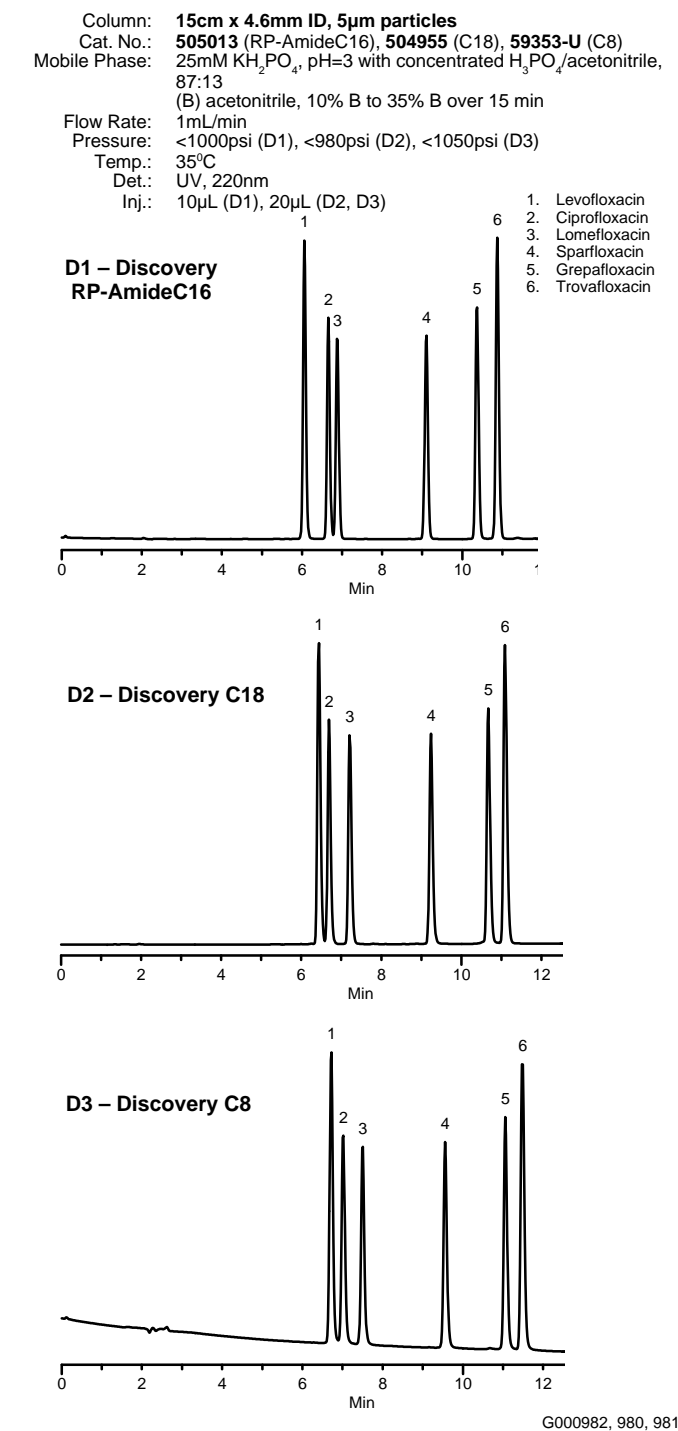 Column: 15cm x 4.6mm ID, 5µm particles
Cat. No.: 505013 (RP-AmideC16), 504955 (C18), 59353-U (C8)
Mobile Phase: 25mM KH2PO4, pH=3 with concentrated H3PO4/acetonitrile,
87:13
(B) acetonitrile, 10% B to 35% B over 15 min
Flow Rate: 1mL/min
Pressure: <1000psi (D1), <980psi (D2), <1050psi (D3)
Temp.: 35⁰C
Det.: UV, 220nm
Inj.: 10µL (D1), 20µL (D2, D3)
1. Levofloxacin
2. Ciprofloxacin
3. Lomefloxacin
4. Sparfloxacin
5. Grepafloxacin
6. Trovafloxacin
D1 – Discovery
RP-AmideC16
1 2 3 4 5 6
0 2 4 6 8 10 1
Min
D2 – Discovery C18
1 2 3 4 5 6
0 2 4 6 8 10 12
Min
D3 – Discovery C8
1 2 3 4 5 6
0 2 4 6 8 10 12
Min
G000982, 980, 981